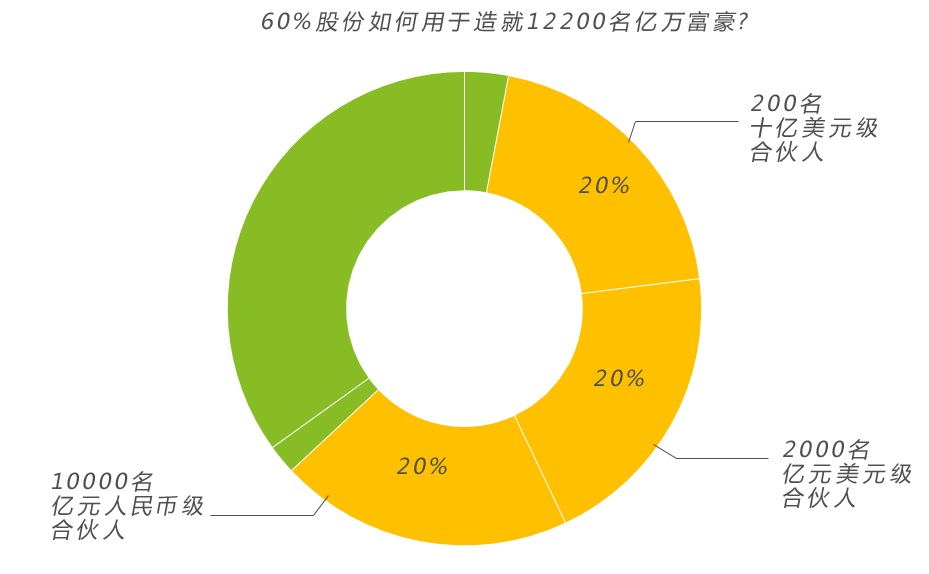 60%股份如何用于造就12200名亿万富豪?
200名
十亿美元级
合伙人
20%
20%
2000名
亿元美元级
合伙人
20%
10000名
亿元人民币级
合伙人